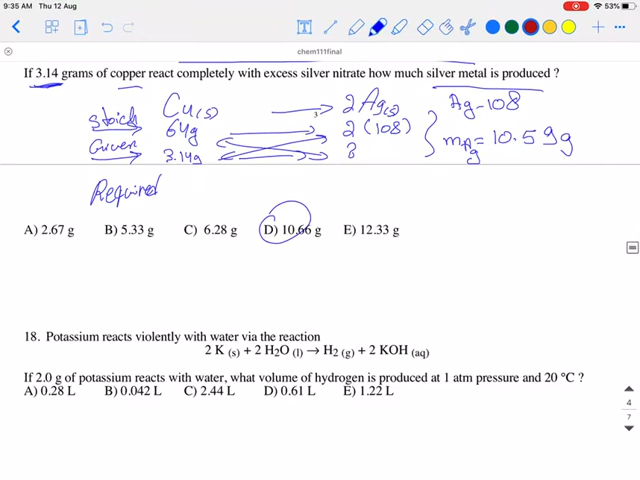 9:35 AM Thu 12 Aug
53%
T
chem111final
If 3.14 grams of copper react completely with excess silver nitrate how much silver metal is produced ?
Cu(s) → 2 Ag(s) Ag - 108
stoich 64g 2(108)
Given 3.14g ? mAg = 10.59g
Required
A) 2.67 g B) 5.33 g C) 6.28 g D) 10.66 g E) 12.33 g
18. Potassium reacts violently with water via the reaction
2 K (s) + 2 H2O (l) → H2 (g) + 2 KOH (aq)
If 2.0 g of potassium reacts with water, what volume of hydrogen is produced at 1 atm pressure and 20 °C ?
A) 0.28 L B) 0.042 L C) 2.44 L D) 0.61 L E) 1.22 L
4
7